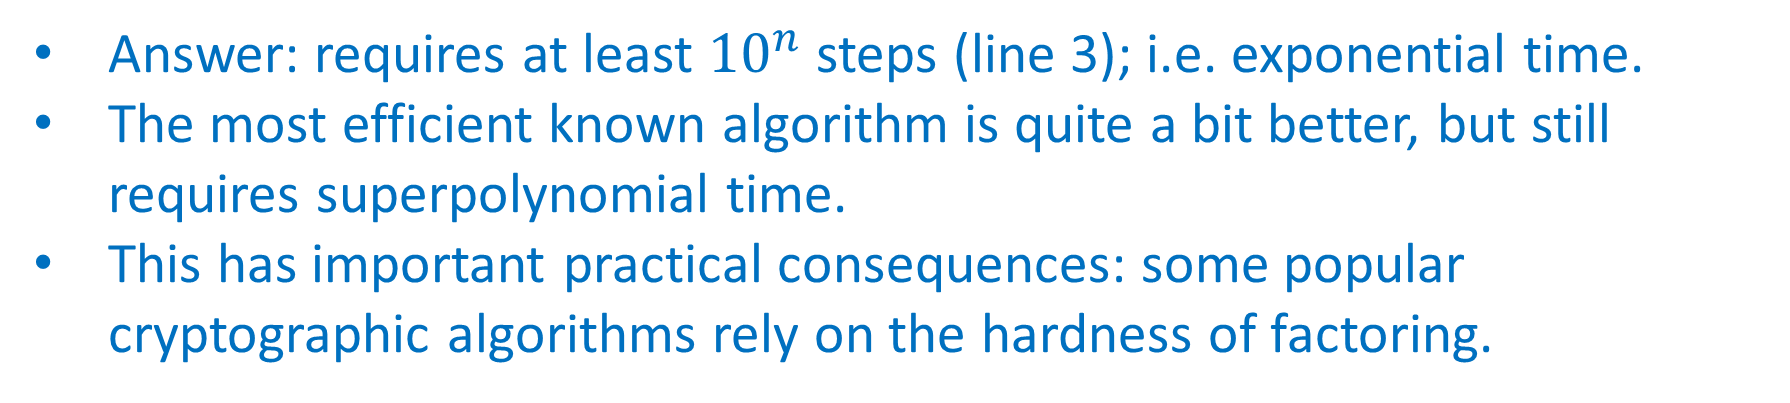 • Answer: requires at least 10ⁿ steps (line 3); i.e. exponential time.
• The most efficient known algorithm is quite a bit better, but still
requires superpolynomial time.
• This has important practical consequences: some popular
cryptographic algorithms rely on the hardness of factoring.